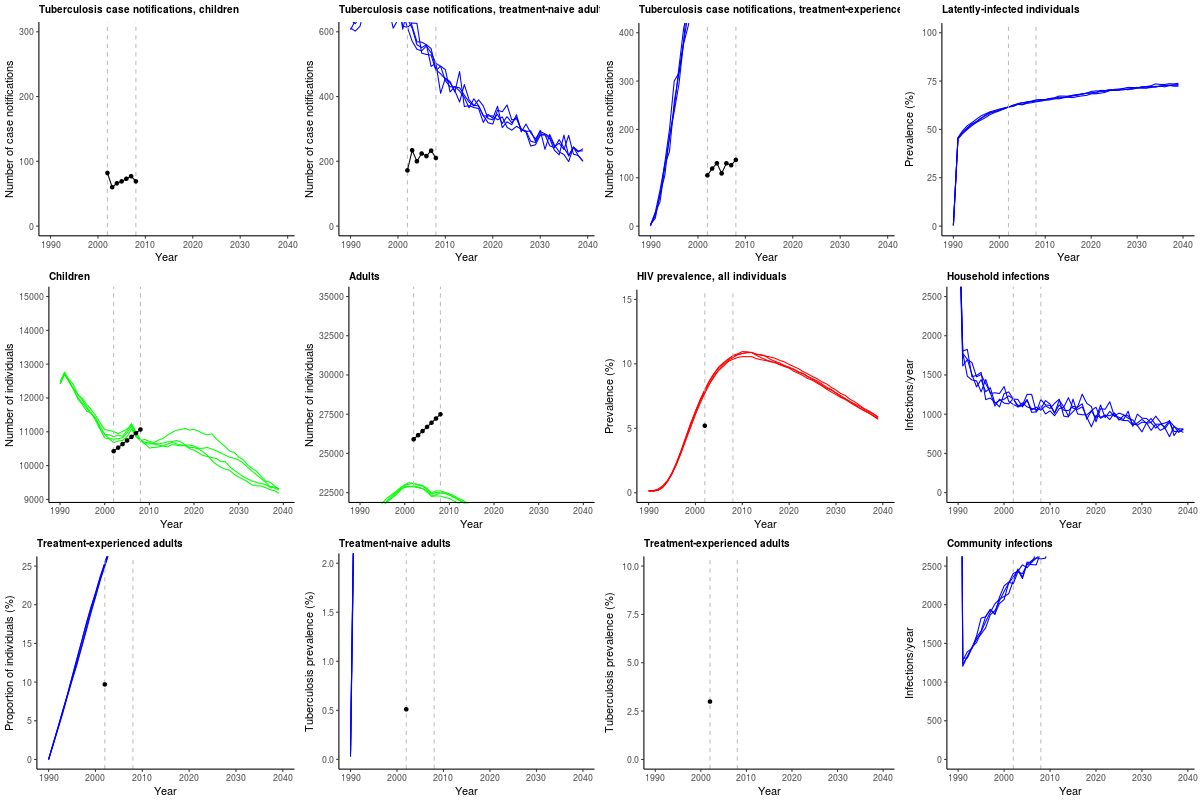 Tuberculosis case notifications, children
Number of case notifications
300
200
100
0
1990 2000 2010 2020 2030 2040
Year
Tuberculosis case notifications, treatment-naive adult
Number of case notifications
600
400
200
0
1990 2000 2010 2020 2030 2040
Year
Tuberculosis case notifications, treatment-experience
Number of case notifications
400
300
200
100
0
1990 2000 2010 2020 2030 2040
Year
Latently-infected individuals
Prevalence (%)
100
75
50
25
0
1990 2000 2010 2020 2030 2040
Year
Children
Number of individuals
15000
14000
13000
12000
11000
10000
9000
1990 2000 2010 2020 2030 2040
Year
Adults
Number of individuals
35000
32500
30000
27500
25000
22500
1990 2000 2010 2020 2030 2040
Year
HIV prevalence, all individuals
Prevalence (%)
15
10
5
0
1990 2000 2010 2020 2030 2040
Year
Household infections
Infections/year
2500
2000
1500
1000
500
0
1990 2000 2010 2020 2030 2040
Year
Treatment-experienced adults
Proportion of individuals (%)
25
20
15
10
5
0
1990 2000 2010 2020 2030 2040
Year
Treatment-naive adults
Tuberculosis prevalence (%)
2.0
1.5
1.0
0.5
0.0
1990 2000 2010 2020 2030 2040
Year
Treatment-experienced adults
Tuberculosis prevalence (%)
10.0
7.5
5.0
2.5
0.0
1990 2000 2010 2020 2030 2040
Year
Community infections
Infections/year
2500
2000
1500
1000
500
0
1990 2000 2010 2020 2030 2040
Year